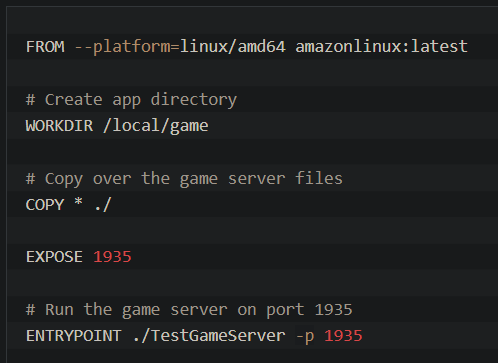 FROM --platform=linux/amd64 amazonlinux:latest
# Create app directory
WORKDIR /local/game
# Copy over the game server files
COPY * ./
EXPOSE 1935
# Run the game server on port 1935
ENTRYPOINT ./TestGameServer -p 1935